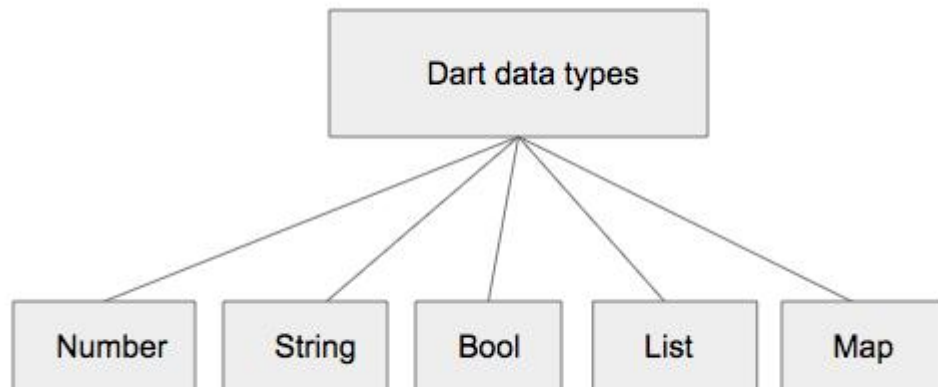 Dart data types
Number
String
Bool
List
Map